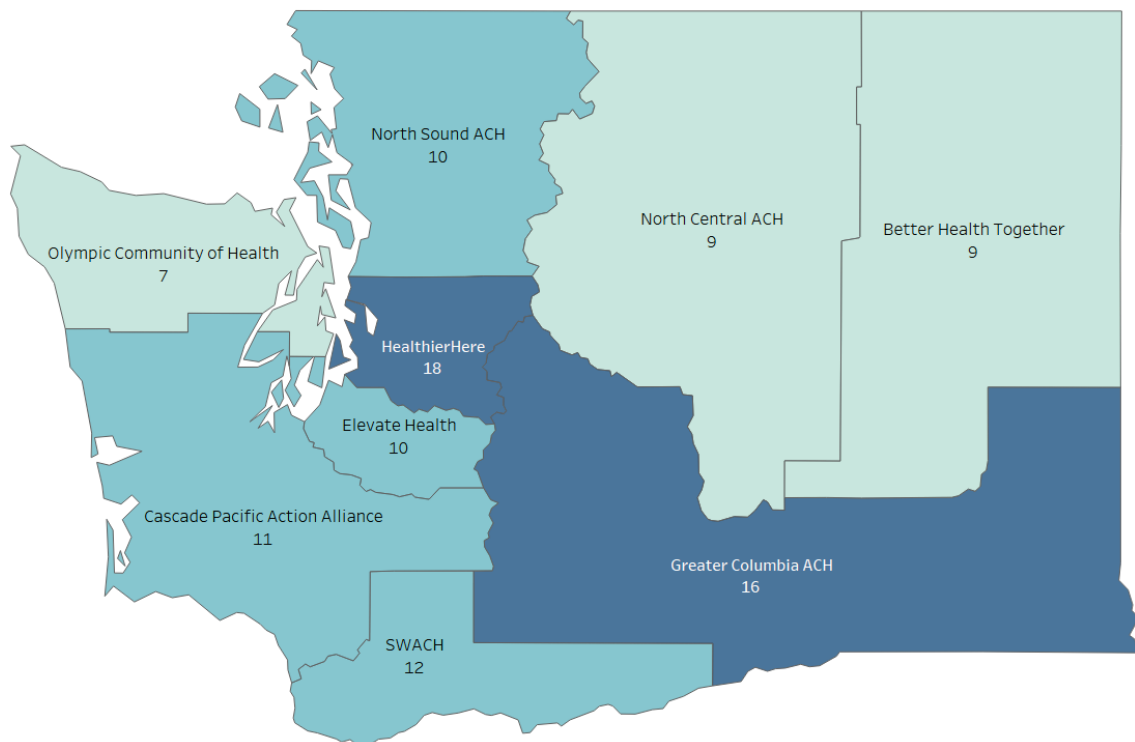 North Sound ACH
10
North Central ACH
9
Better Health Together
9
Olympic Community of Health
7
HealthierHere
18
Elevate Health
10
Cascade Pacific Action Alliance
11
Greater Columbia ACH
16
SWACH
12